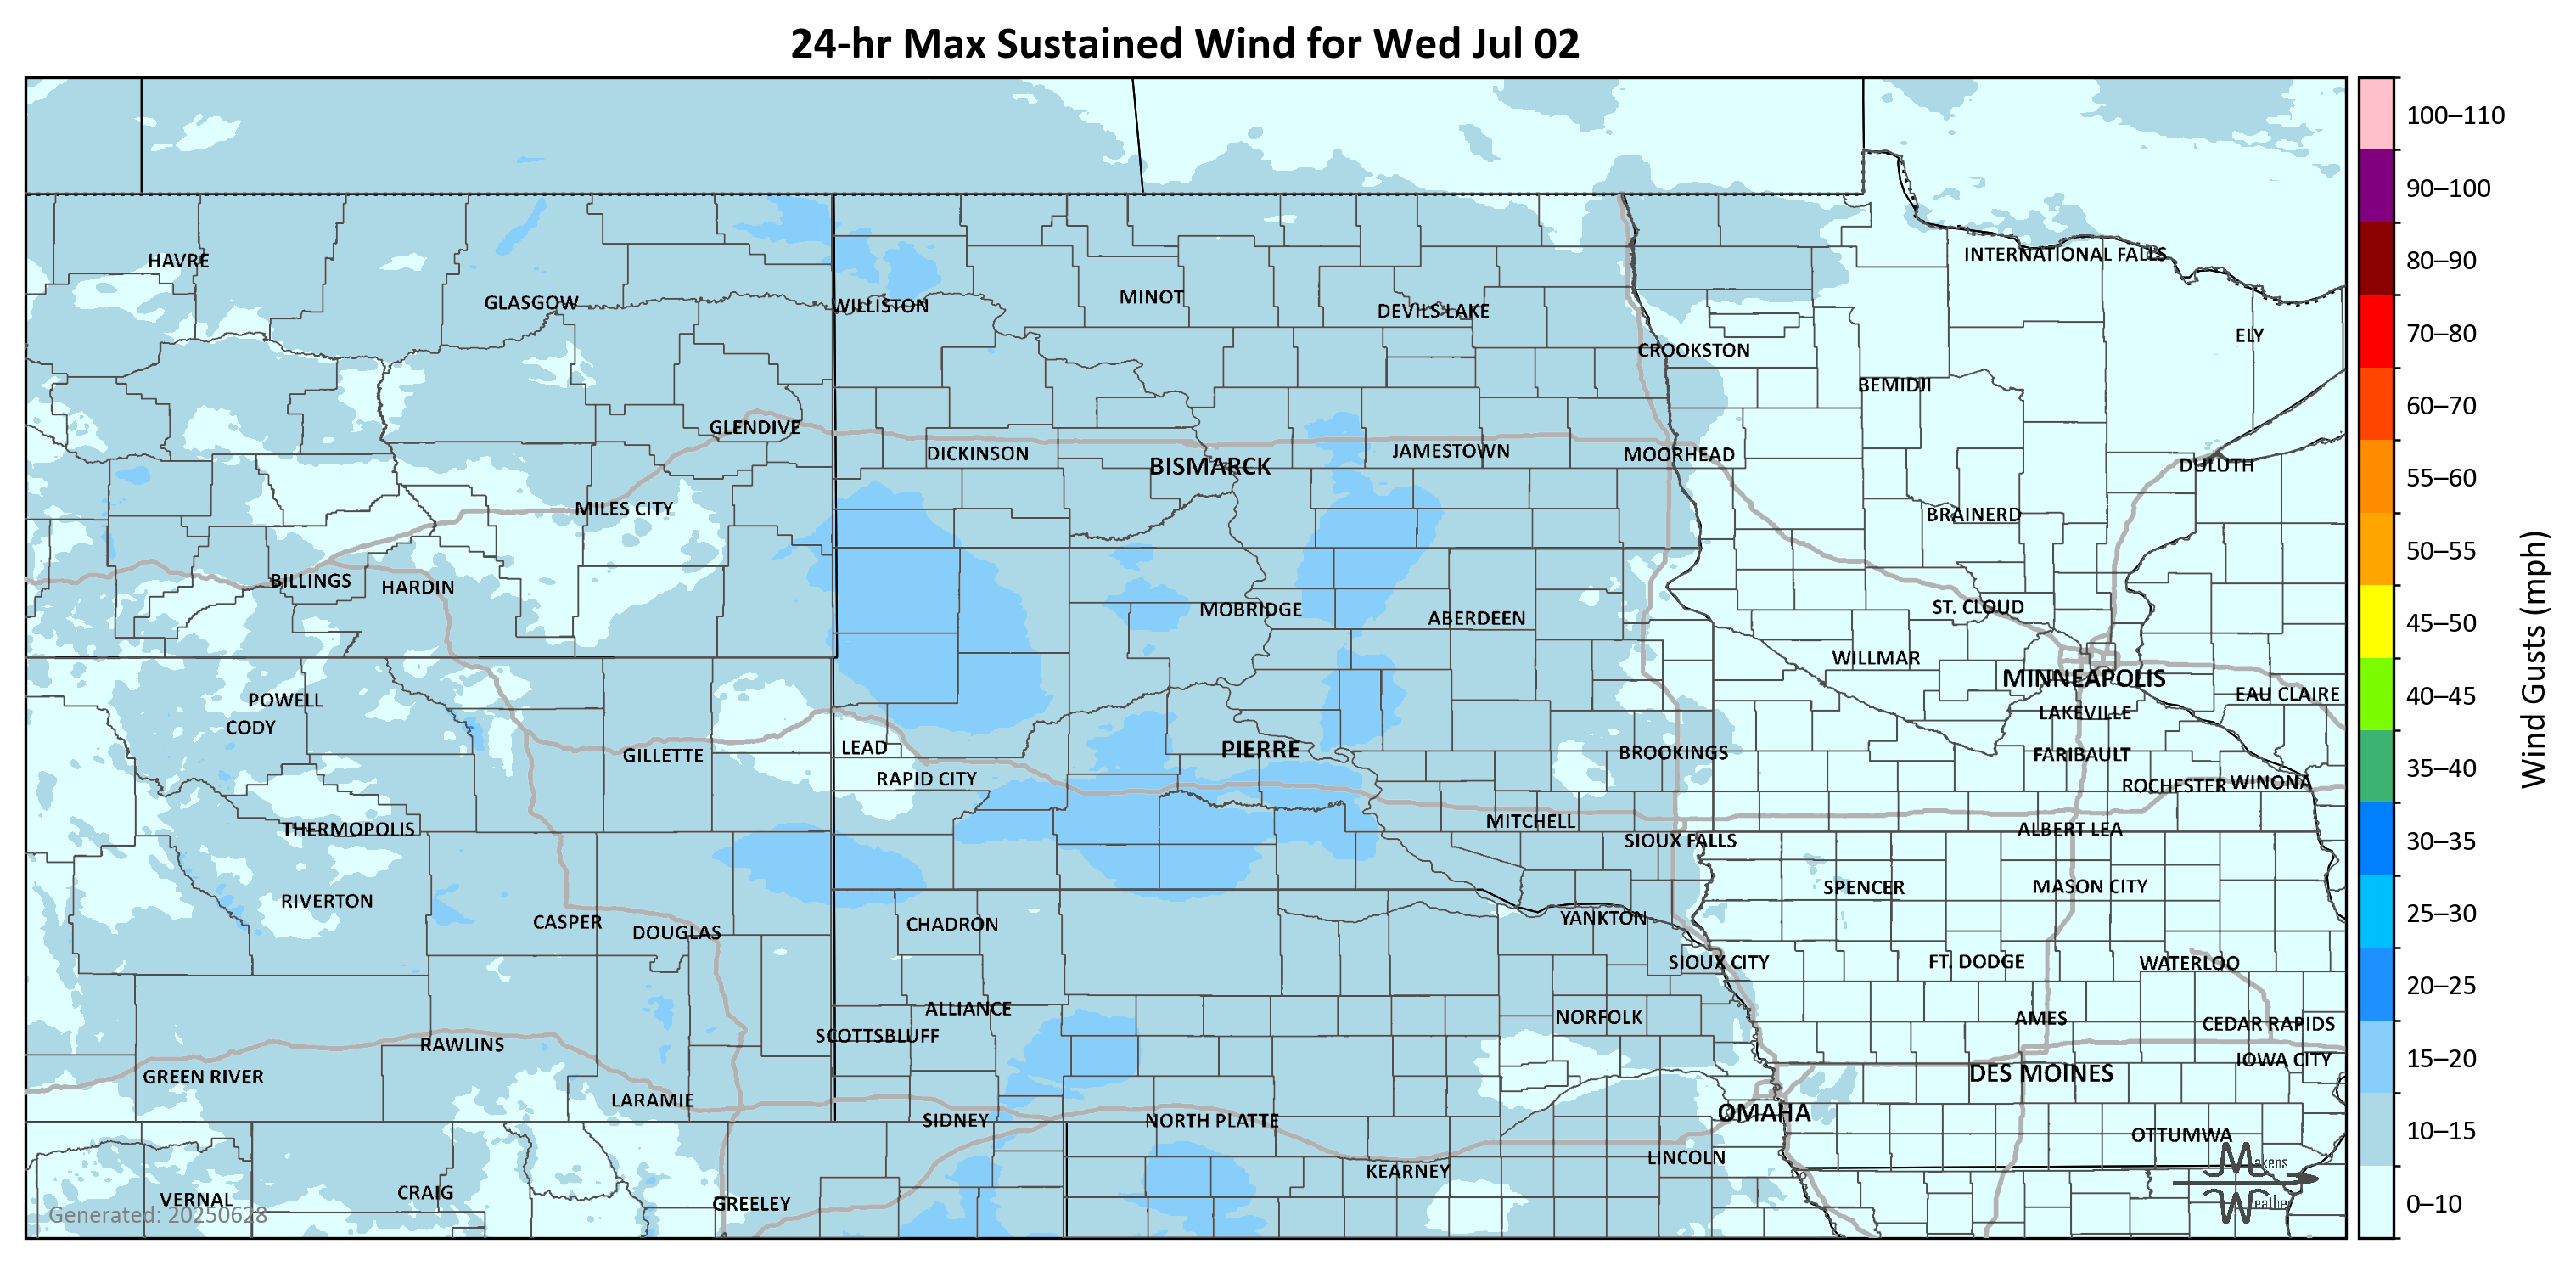 24-hr Max Sustained Wind for Wed Jul 02
100–110
90–100
80–90
70–80
60–70
55–60
50–55
45–50
40–45
35–40
30–35
25–30
20–25
15–20
10–15
0–10
Wind Gusts (mph)
HAVRE
INTERNATIONAL FALLS
GLASGOW
WILLISTON
MINOT
DEVILS LAKE
ELY
CROOKSTON
BEMIDJI
GLENDIVE
DICKINSON
BISMARCK
JAMESTOWN
MOORHEAD
DULUTH
MILES CITY
BRAINERD
BILLINGS
HARDIN
MOBRIDGE
ABERDEEN
ST. CLOUD
WILLMAR
MINNEAPOLIS
EAU CLAIRE
POWELL
CODY
LAKEVILLE
GILLETTE
LEAD
PIERRE
BROOKINGS
FARIBAULT
RAPID CITY
ROCHESTER
WINONA
THERMOPOLIS
MITCHELL
ALBERT LEA
SIOUX FALLS
SPENCER
MASON CITY
RIVERTON
CASPER
DOUGLAS
CHADRON
YANKTON
SIOUX CITY
FT. DODGE
WATERLOO
ALLIANCE
NORFOLK
AMES
CEDAR RAPIDS
SCOTTSBLUFF
RAWLINS
IOWA CITY
GREEN RIVER
DES MOINES
LARAMIE
SIDNEY
NORTH PLATTE
OMAHA
OTTUMWA
KEARNEY
LINCOLN
VERNAL
CRAIG
GREELEY
Makens
Weather
Generated: 20250628